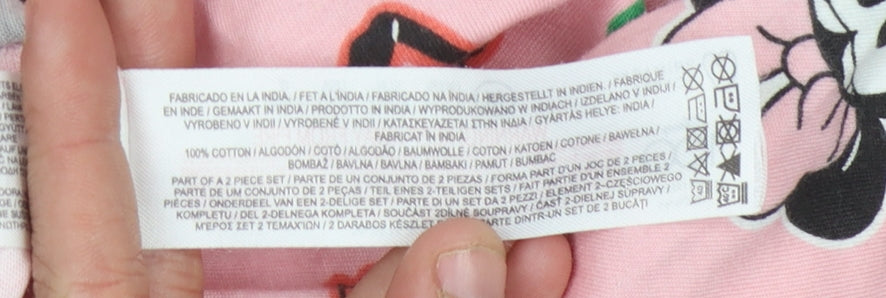 FABRICADO EN LA INDIA. / FET A L'ÍNDIA / FABRICADO NA ÍNDIA / HERGESTELLT IN INDIEN. / FABRIQUE
EN INDE / GEMAAKT IN INDIA / PRODOTTO IN INDIA / WYPRODUKOWANO W INDIACH / IZDELANO V INDIJI /
VYROBENO V INDII / VYROBENÉ V INDII / ΚΑΤΑΣΚΕΥΑΖΕΤΑΙ ΣΤΗΝ ΙΝΔΙΑ / GYÁRTÁS HELYE: INDIA /
FABRICAT ÎN INDIA
100% COTTON / ALGODÓN / COTÓ / ALGODÃO / BAUMWOLLE / COTON / KATOEN / COTONE / BAWEŁNA /
BOMBAŽ / BAVLNA / BAVLNA / ΒΑΜΒΑΚΙ / PAMUT / BUMBAC
PART OF A 2 PIECE SET / PARTE DE UN CONJUNTO DE 2 PIEZAS / FORMA PART D'UN JOC DE 2 PECES /
PARTE DE UM CONJUNTO DE 2 PEÇAS / TEIL EINES 2-TEILIGEN SETS / FAIT PARTIE D'UN ENSEMBLE 2
PIÈCES / ONDERDEEL VAN EEN 2-DELIGE SET / PARTE DI UN SET DA 2 PEZZI / ELEMENT 2-CZĘŚCIOWEGO
KOMPLETU / DEL 2-DELNEGA KOMPLETA / SOUČÁST 2DÍLNÉ SOUPRAVY / ČASŤ 2-DIELNEJ SÚPRAVY /
ΜΈΡΟΣ ΣΕΤ 2 ΤΕΜΑΧΊΩΝ / 2 DARABOS KÉSZLET PARTE DINTR-UN SET DE 2 BUCĂȚI